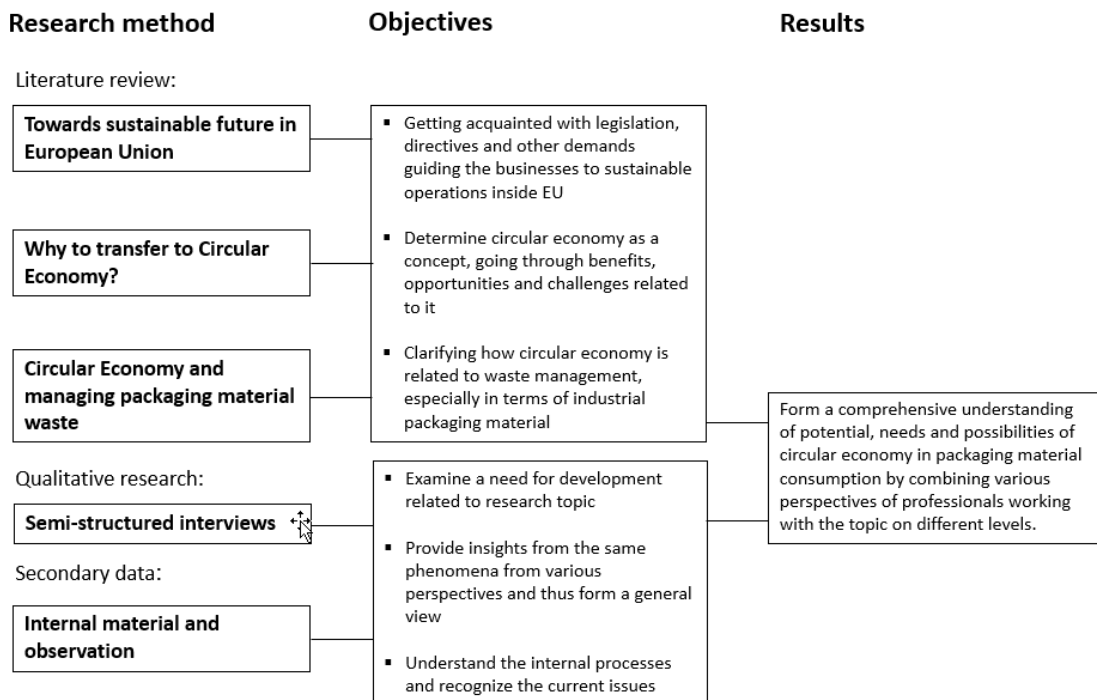 Research method
Objectives
Results
Literature review:
Towards sustainable future in
European Union
▪ Getting acquainted with legislation,
directives and other demands
guiding the businesses to sustainable
operations inside EU
Why to transfer to Circular
Economy?
▪ Determine circular economy as a
concept, going through benefits,
opportunities and challenges related
to it
Circular Economy and
managing packaging material
waste
▪ Clarifying how circular economy is
related to waste management,
especially in terms of industrial
packaging material
Qualitative research:
Semi-structured interviews
Secondary data:
Internal material and
observation
▪ Examine a need for development
related to research topic
▪ Provide insights from the same
phenomena from various
perspectives and thus form a general
view
▪ Understand the internal processes
and recognize the current issues
Form a comprehensive understanding
of potential, needs and possibilities of
circular economy in packaging material
consumption by combining various
perspectives of professionals working
with the topic on different levels.